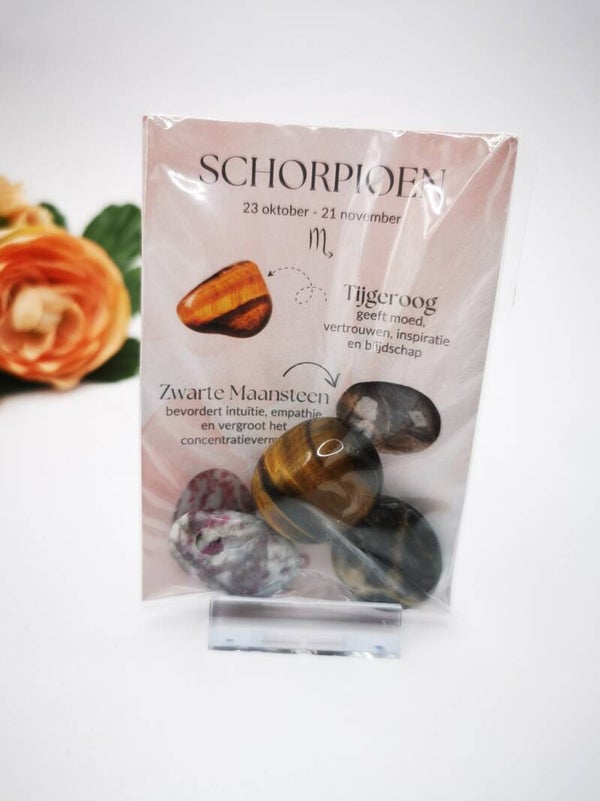 SCHORPIOEN
23 oktober - 21 november
Tijgeroog
geeft moed,
vertrouwen, inspiratie
en blijdschap
Zwarte Maansteen
bevordert intuïtie, empathie
en vergroot het